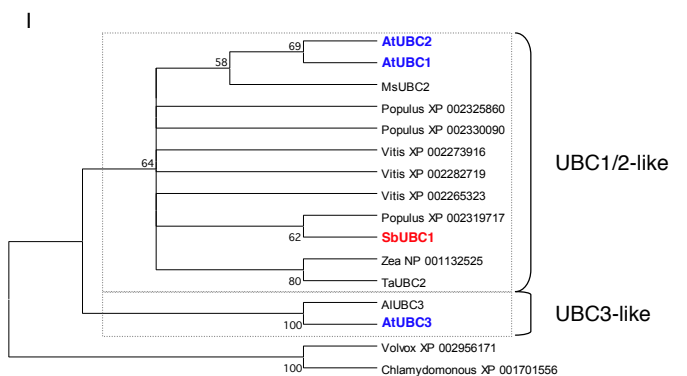 I
69
AtUBC2
AtUBC1
58
MsUBC2
Populus XP 002325860
Populus XP 002330090
64
Vitis XP 002273916
UBC1/2-like
Vitis XP 002282719
Vitis XP 002265323
Populus XP 002319717
62
SbUBC1
Zea NP 001132525
80
TaUBC2
AlUBC3
UBC3-like
100
AtUBC3
Volvox XP 002956171
100
Chlamydomonous XP 001701556